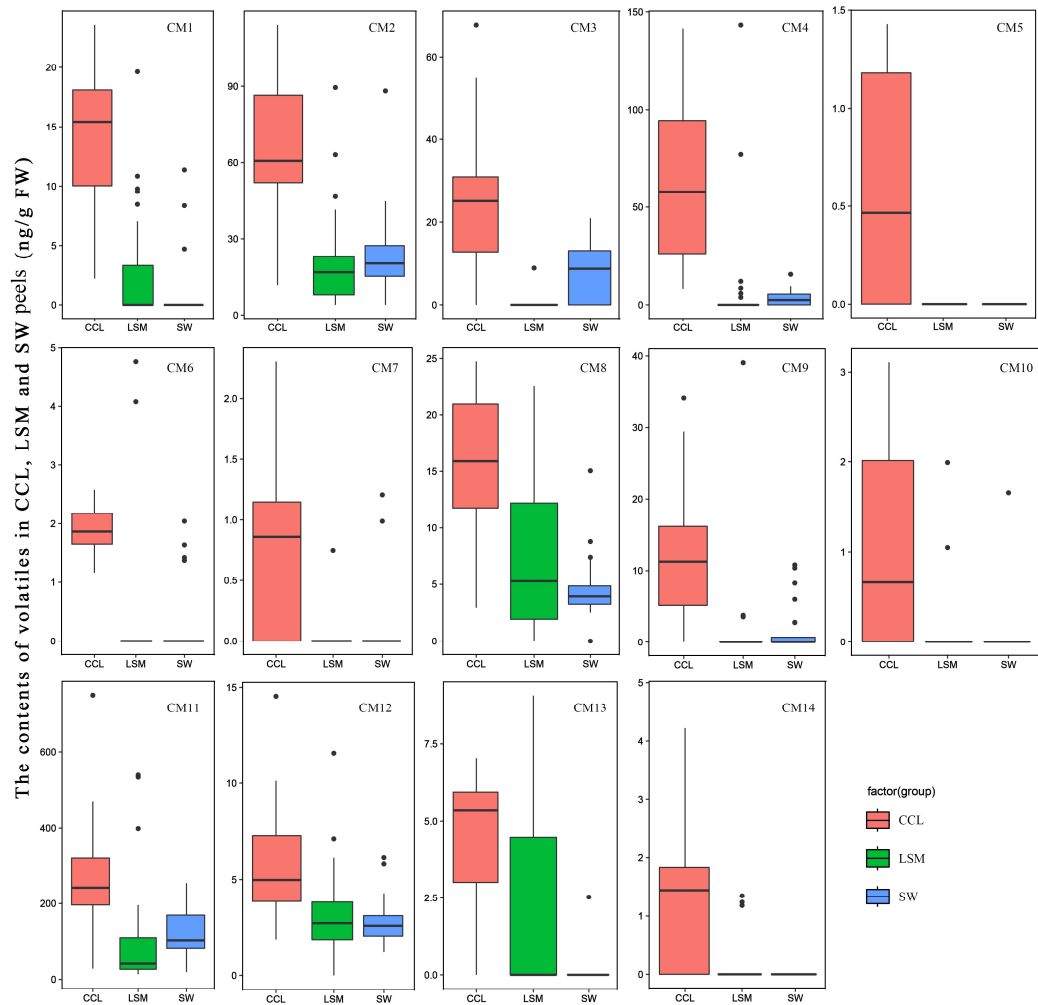 The contents of volatiles in CCL, LSM and SW peels (ng/g FW)
CM1
20
15
10
5
0
CCL LSM SW
CM2
90
60
30
0
CCL LSM SW
CM3
60
40
20
0
CCL LSM SW
CM4
150
100
50
0
CCL LSM SW
CM5
1.5
1.0
0.5
0.0
CCL LSM SW
CM6
5
4
3
2
1
0
CCL LSM SW
CM7
2.0
1.5
1.0
0.5
0.0
CCL LSM SW
CM8
25
20
15
10
5
0
CCL LSM SW
CM9
40
30
20
10
0
CCL LSM SW
CM10
3
2
1
0
CCL LSM SW
CM11
600
400
200
0
CCL LSM SW
CM12
15
10
5
0
CCL LSM SW
CM13
7.5
5.0
2.5
0.0
CCL LSM SW
CM14
5
4
3
2
1
0
CCL LSM SW
factor(group)
CCL
LSM
SW